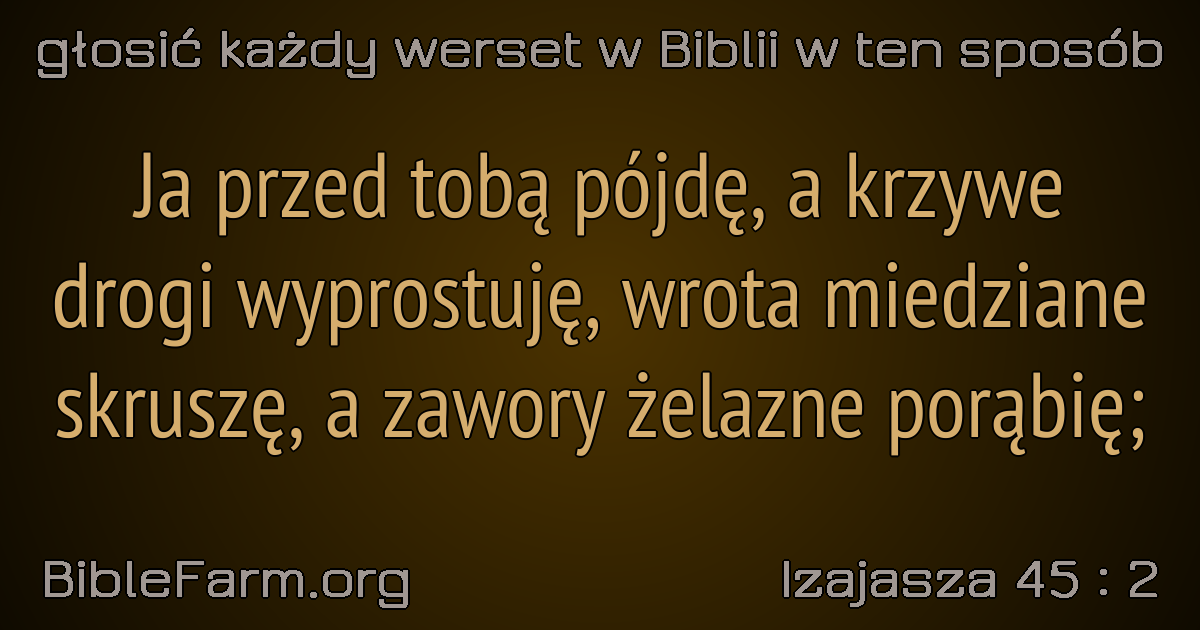 głosić każdy werset w Biblii w ten sposób
Ja przed tobą pójdę, a krzywe
drogi wyprostuję, wrota miedziane
skruszę, a zawory żelazne porąbię;
BibleFarm.org
Izajasza 45 : 2